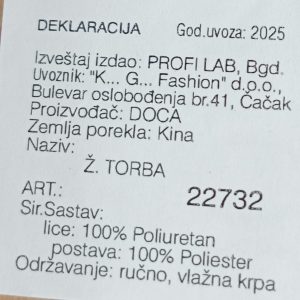 DEKLARACIJA God.uvoza: 2025
Izveštaj izdao: PROFI LAB, Bgd.
Uvoznik: "K... G... Fashion" d.o.o.,
Bulevar oslobođenja br.41, Čačak
Proizvođač: DOCA
Zemlja porekla: Kina
Naziv:
Ž. TORBA
ART.: 22732
Sir.Sastav:
lice: 100% Poliuretan
postava: 100% Poliester
Održavanje: ručno, vlažna krpa